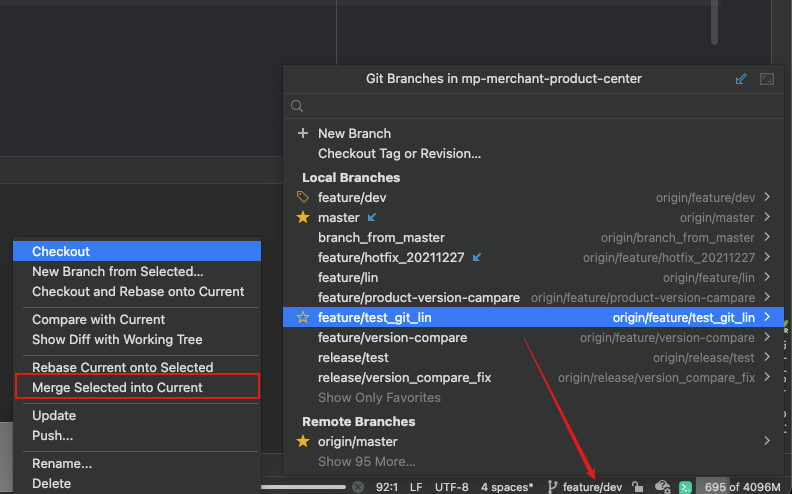 Git Branches in mp-merchant-product-center
New Branch
Checkout Tag or Revision...
Local Branches
feature/dev origin/feature/dev
master origin/master
branch_from_master origin/branch_from_master
feature/hotfix_20211227 origin/feature/hotfix_20211227
feature/lin origin/feature/lin
feature/product-version-campare origin/feature/product-version-campare
feature/test_git_lin origin/feature/test_git_lin
feature/version-compare origin/feature/version-compare
release/test origin/release/test
release/version_compare_fix origin/release/version_compare_fix
Show Only Favorites
Remote Branches
origin/master
Show 95 More...
Checkout
New Branch from Selected...
Checkout and Rebase onto Current
Compare with Current
Show Diff with Working Tree
Rebase Current onto Selected
Merge Selected into Current
Update
Push...
Rename...
Delete
92:1 LF UTF-8 4 spaces* feature/dev 695 of 4096M